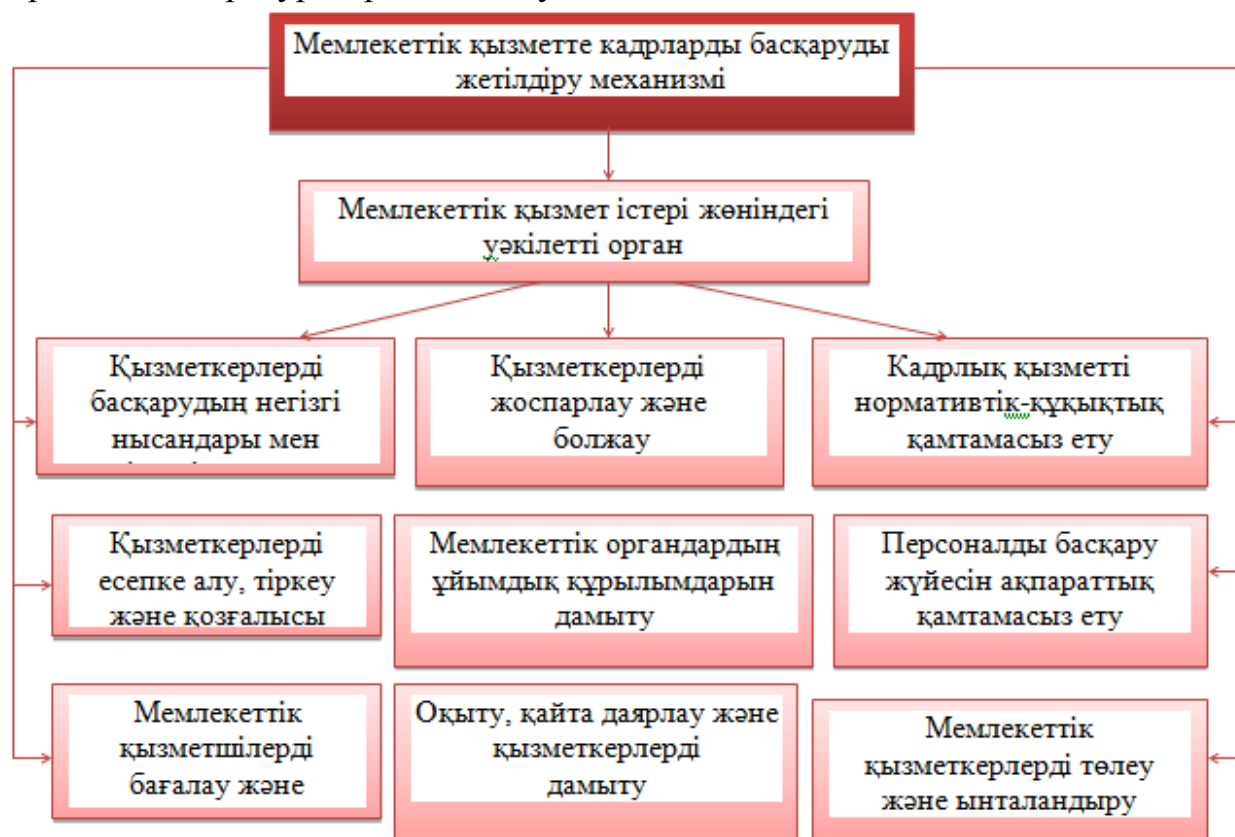 Мемлекеттік қызметте кадрларды басқаруды
жетілдіру механизмі
Мемлекеттік қызмет істері жөніндегі
уәкілетті орган
Қызметкерлерді
басқарудың негізгі
нысандары мен
Қызметкерлерді
жоспарлау және
болжау
Кадрлық қызметті
нормативтік-құқықтық
қамтамасыз ету
Қызметкерлерді
есепке алу, тіркеу
және қозғалысы
Мемлекеттік органдардың
ұйымдық құрылымдарын
дамыту
Персоналды басқару
жүйесін ақпараттық
қамтамасыз ету
Мемлекеттік
қызметшілерді
бағалау және
Оқыту, қайта даярлау және
қызметкерлерді
дамыту
Мемлекеттік
қызметкерлерді төлеу
және ынталандыру